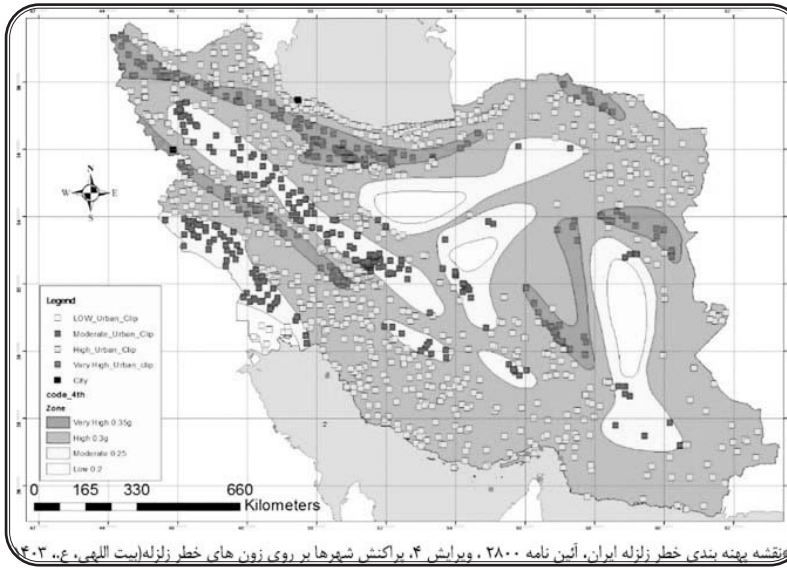 N
W E
S
Legend
LOW_Urban_Clip
Moderate_Urban_Clip
High_Urban_Clip
Very High_Urban_clip
City
code_4th
Zone
Very High 0.35g
High 0.3g
Moderate 0.25
Low 0.2
0 165 330 660
Kilometers
نقشه پهنه بندی خطر زلزله ایران، آئین نامه ۲۸۰۰ ، ویرایش ۴، پراکنش شهرها بر روی زون های خطر زلزله(بیت اللهی، ع.، ۱۴۰۳